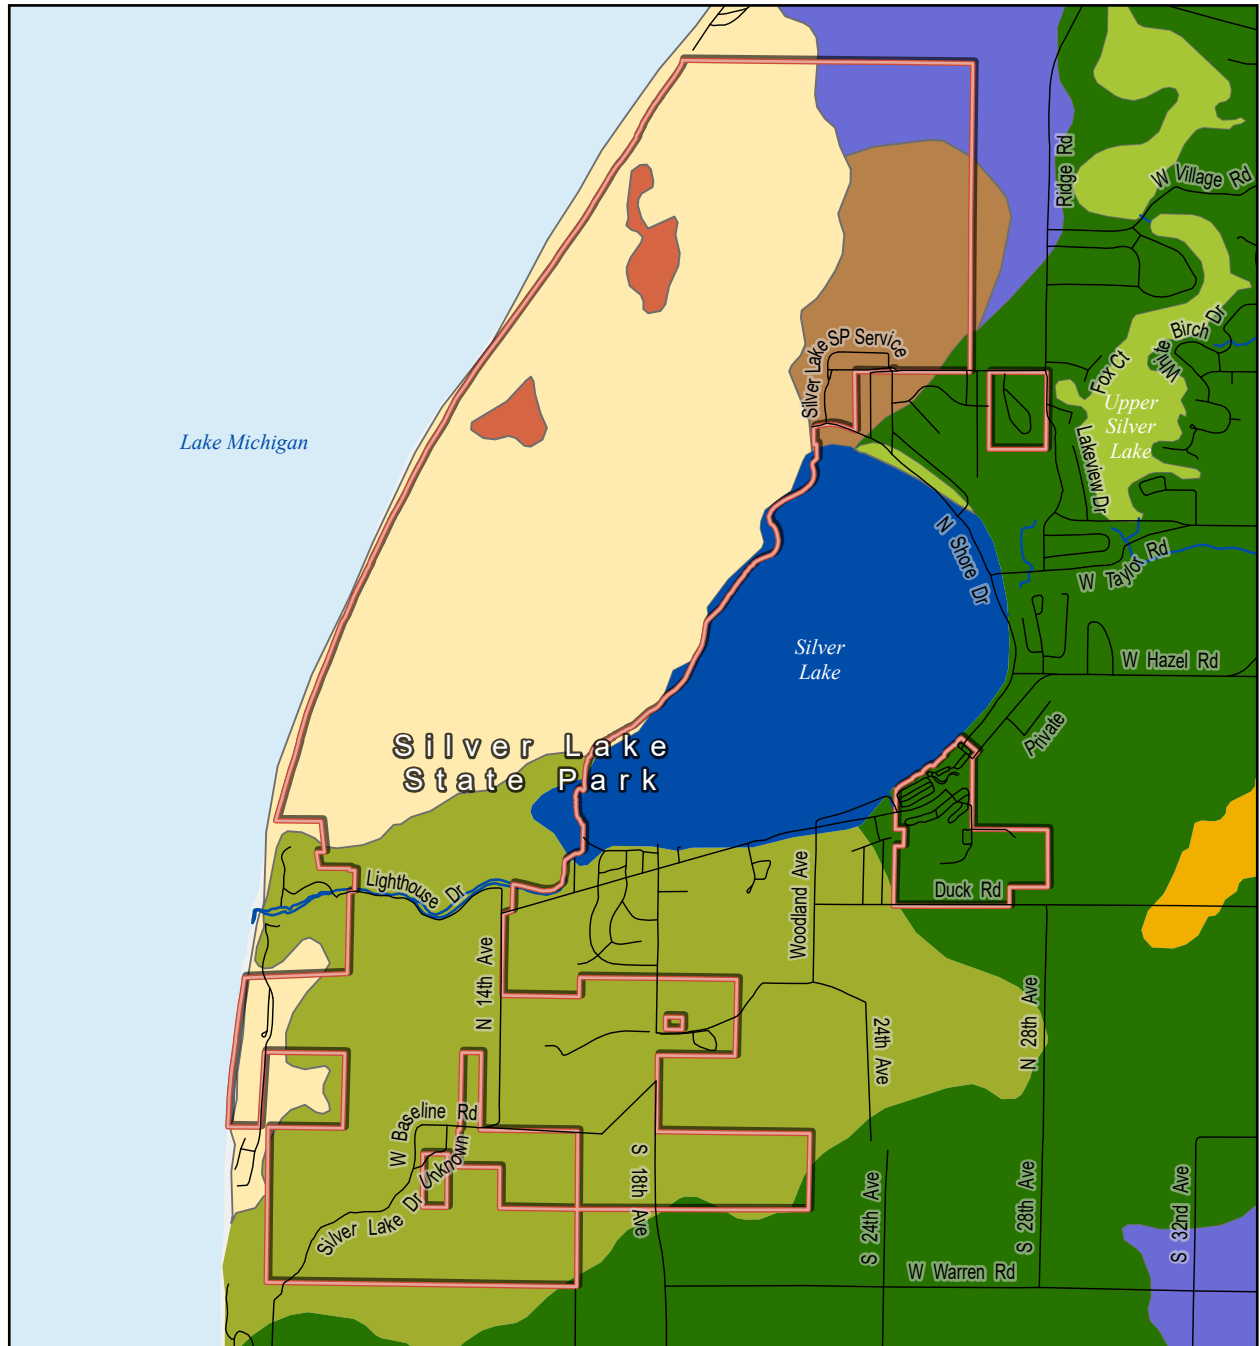 Ridge Rd
W Village Rd
Silver Lake SP Service
White Birch Dr
Fox Ct
Upper
Silver
Lake
Lake Michigan
Lakeview Dr
N Shore Dr
W Taylor Rd
Silver
Lake
W Hazel Rd
Private
Silver Lake
State Park
Lighthouse Dr
Woodland Ave
Duck Rd
N 14th Ave
24th Ave
N 28th Ave
W Baseline Rd
Unknown
Silver Lake Dr
S 18th Ave
S 24th Ave
S 28th Ave
S 32nd Ave
W Warren Rd